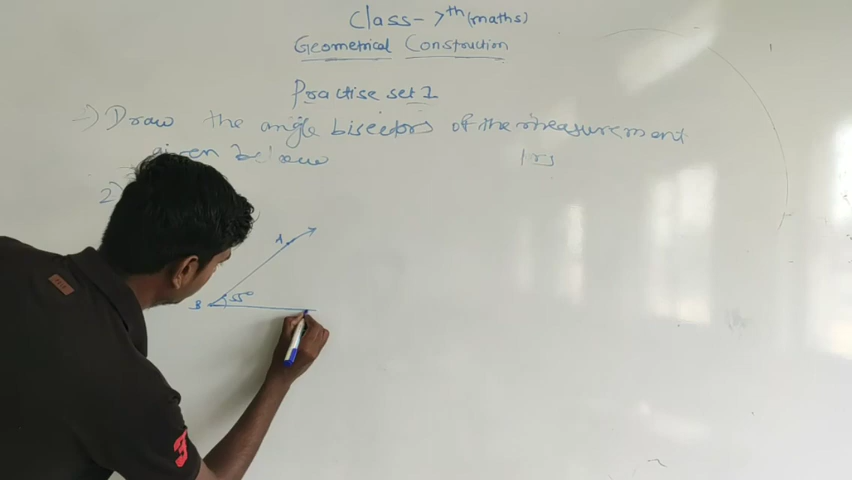 Class - 7th (maths)
Geometrical Construction
Practise set 1
Draw the angle bisectors of the measurement
given below
2)
A
B 55°
3